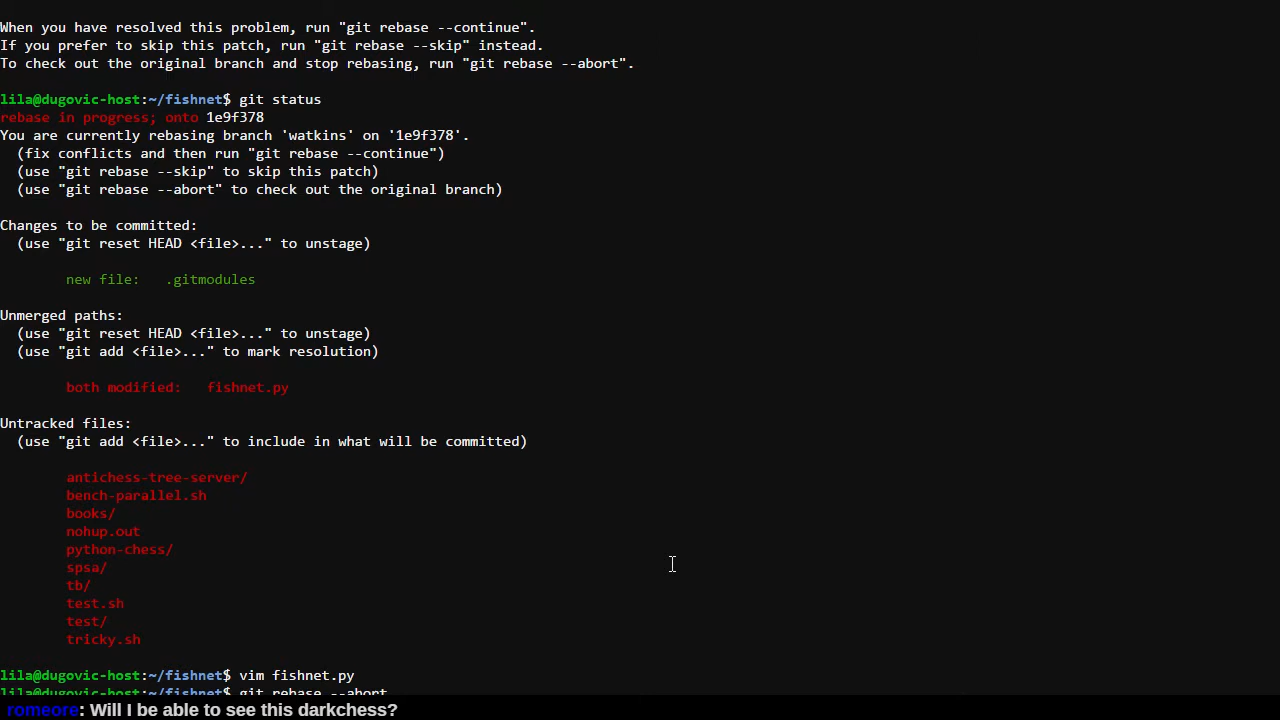 When you have resolved this problem, run "git rebase --continue".
If you prefer to skip this patch, run "git rebase --skip" instead.
To check out the original branch and stop rebasing, run "git rebase --abort".
lila@dugovic-host:~/fishnet$ git status
rebase in progress; onto 1e9f378
You are currently rebasing branch 'watkins' on '1e9f378'.
  (fix conflicts and then run "git rebase --continue")
  (use "git rebase --skip" to skip this patch)
  (use "git rebase --abort" to check out the original branch)
Changes to be committed:
  (use "git reset HEAD <file>..." to unstage)
        new file:   .gitmodules
Unmerged paths:
  (use "git reset HEAD <file>..." to unstage)
  (use "git add <file>..." to mark resolution)
        both modified:   fishnet.py
Untracked files:
  (use "git add <file>..." to include in what will be committed)
        antichess-tree-server/
        bench-parallel.sh
        books/
        nohup.out
        python-chess/
        spsa/
        tb/
        test.sh
        test/
        tricky.sh
lila@dugovic-host:~/fishnet$ vim fishnet.py
lila@dugovic-host:~/fishnet$ git rebase --abort
romeore: Will I be able to see this darkchess?